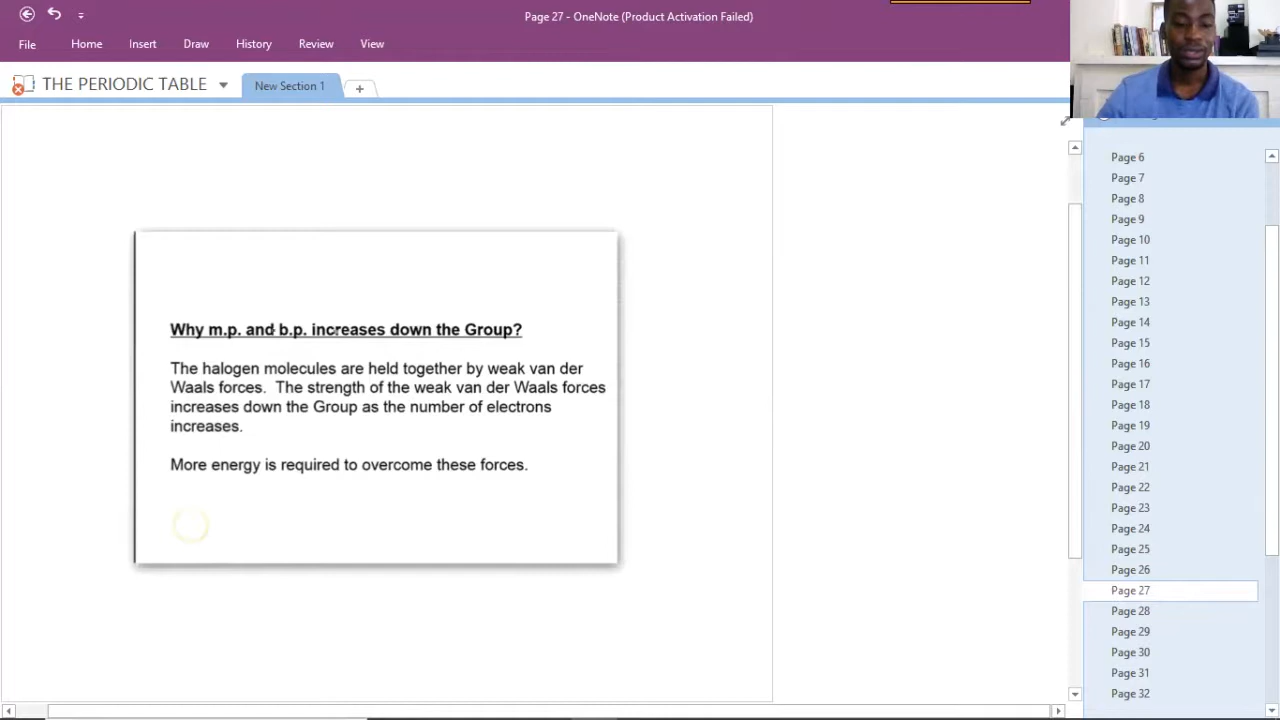 Page 27 - OneNote (Product Activation Failed)
File Home Insert Draw History Review View
THE PERIODIC TABLE New Section 1
Why m.p. and b.p. increases down the Group?
The halogen molecules are held together by weak van der
Waals forces. The strength of the weak van der Waals forces
increases down the Group as the number of electrons
increases.
More energy is required to overcome these forces.
Page 6
Page 7
Page 8
Page 9
Page 10
Page 11
Page 12
Page 13
Page 14
Page 15
Page 16
Page 17
Page 18
Page 19
Page 20
Page 21
Page 22
Page 23
Page 24
Page 25
Page 26
Page 27
Page 28
Page 29
Page 30
Page 31
Page 32